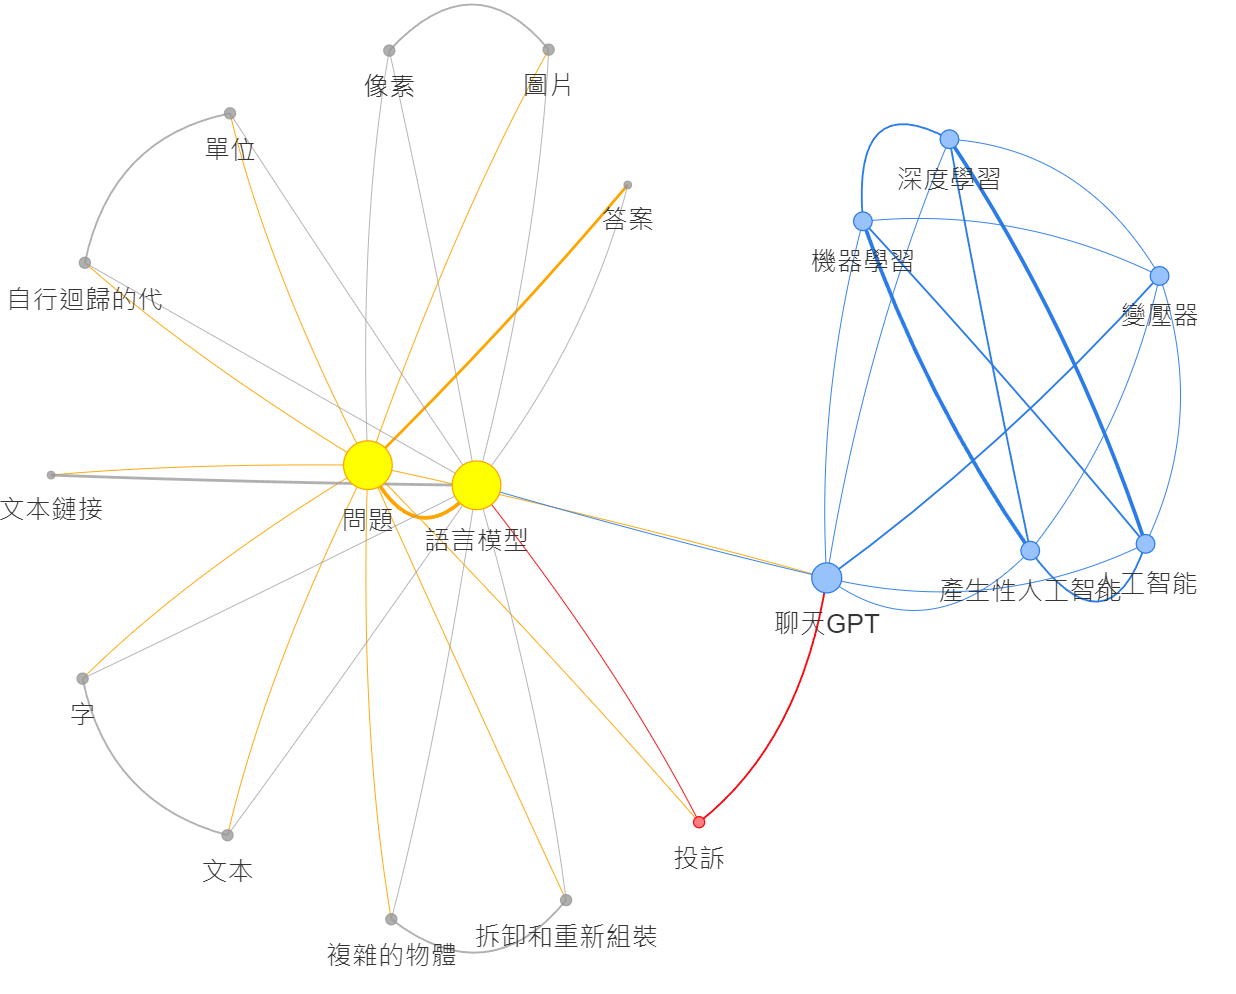 像素
圖片
單位
深度學習
答案
機器學習
自行迴歸的代
變壓器
文本鏈接
問題
語言模型
產生性人工智能
人工智能
聊天GPT
字
投訴
文本
拆卸和重新組裝
複雜的物體